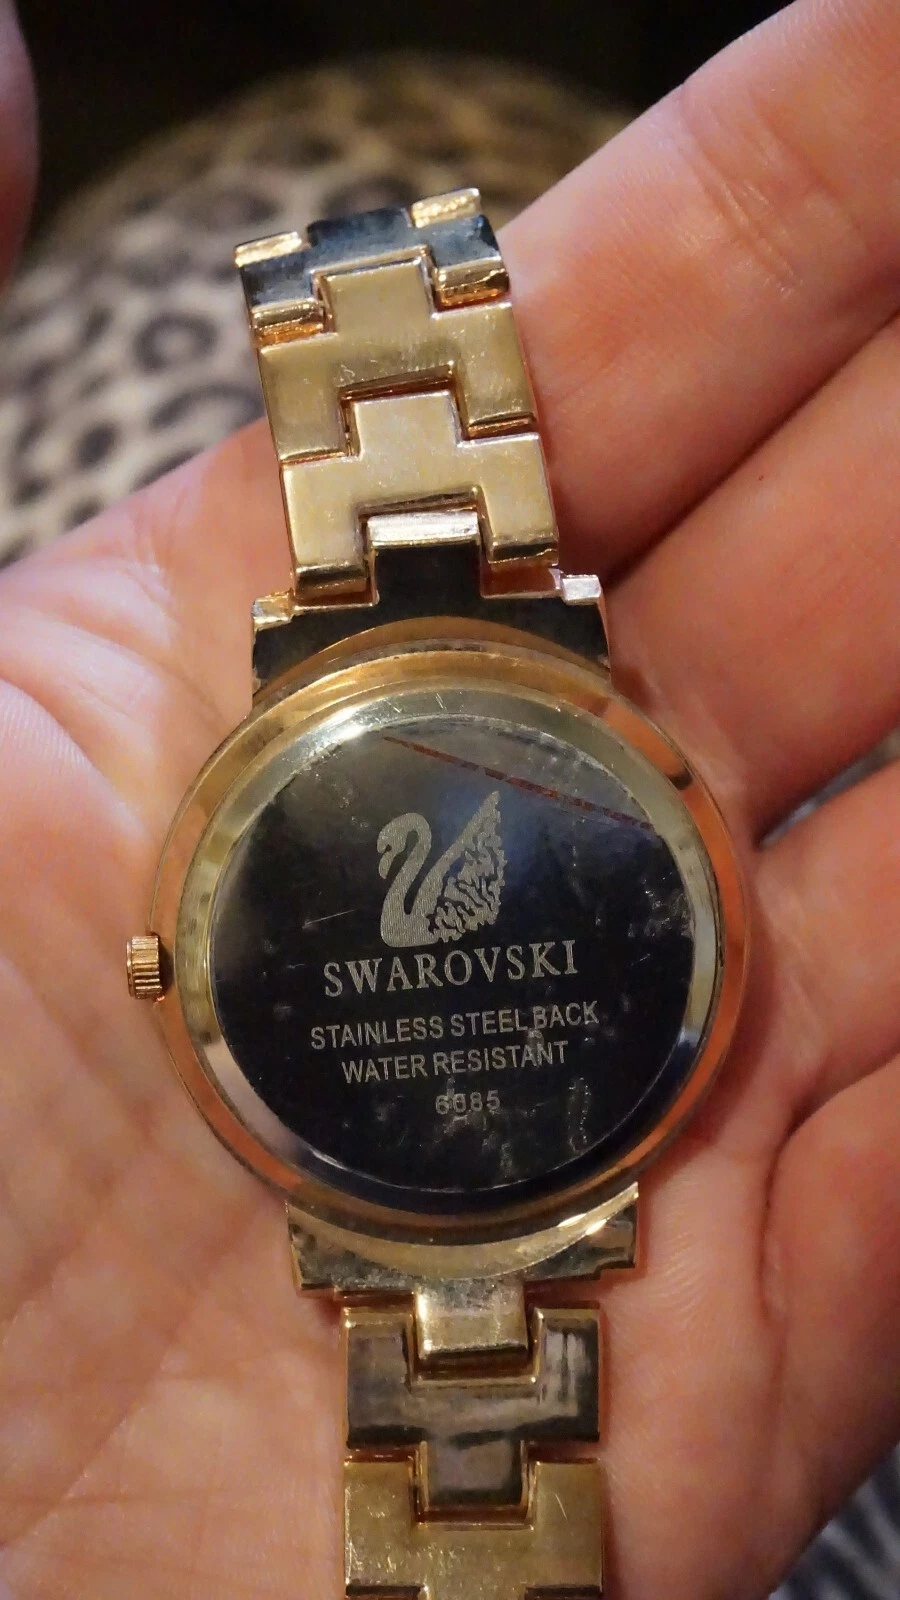 SWAROVSKI
STAINLESS STEEL BACK
WATER RESISTANT
6085